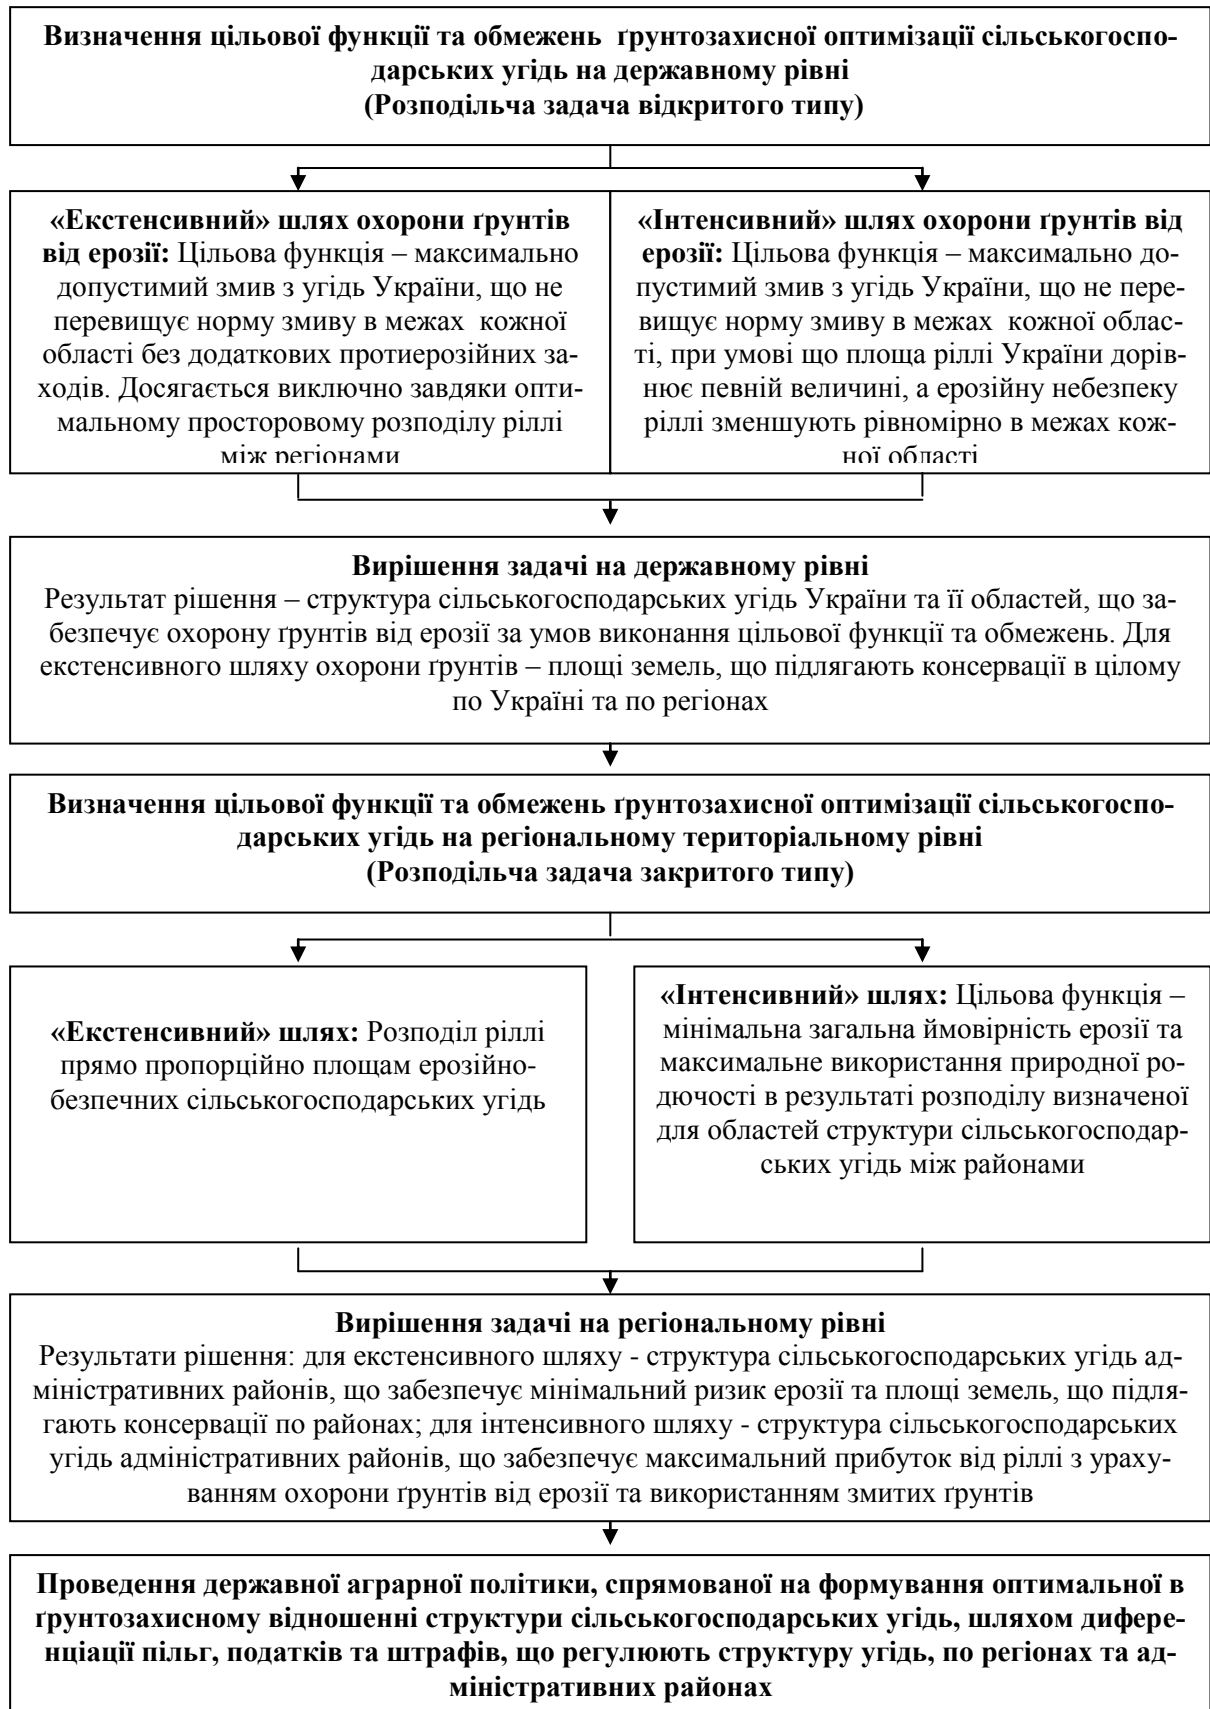 Визначення цільової функції та обмежень ґрунтозахисної оптимізації сільськогоспо-
дарських угідь на державному рівні
(Розподільча задача відкритого типу)
«Екстенсивний» шлях охорони ґрунтів
від ерозії: Цільова функція – максимально
допустимий змив з угідь України, що не
перевищує норму змиву в межах кожної
області без додаткових протиерозійних за-
ходів. Досягається виключно завдяки опти-
мальному просторовому розподілу ріллі
між регіонами
«Інтенсивний» шлях охорони ґрунтів від
ерозії: Цільова функція – максимально до-
пустимий змив з угідь України, що не пере-
вищує норму змиву в межах кожної облас-
ті, при умові що площа ріллі України дорів-
нює певній величині, а ерозійну небезпеку
ріллі зменшують рівномірно в межах кож-
ної області
Вирішення задачі на державному рівні
Результат рішення – структура сільськогосподарських угідь України та її областей, що за-
безпечує охорону ґрунтів від ерозії за умов виконання цільової функції та обмежень. Для
екстенсивного шляху охорони ґрунтів – площі земель, що підлягають консервації в цілому
по Україні та по регіонах
Визначення цільової функції та обмежень ґрунтозахисної оптимізації сільськогоспо-
дарських угідь на регіональному територіальному рівні
(Розподільча задача закритого типу)
«Екстенсивний» шлях: Розподіл ріллі
прямо пропорційно площам ерозійно-
безпечних сільськогосподарських угідь
«Інтенсивний» шлях: Цільова функція –
мінімальна загальна ймовірність ерозії та
максимальне використання природної ро-
дючості в результаті розподілу визначеної
для областей структури сільськогосподар-
ських угідь між районами
Вирішення задачі на регіональному рівні
Результати рішення: для екстенсивного шляху - структура сільськогосподарських угідь ад-
міністративних районів, що забезпечує мінімальний ризик ерозії та площі земель, що підля-
гають консервації по районах; для інтенсивного шляху - структура сільськогосподарських
угідь адміністративних районів, що забезпечує максимальний прибуток від ріллі з ураху-
ванням охорони ґрунтів від ерозії та використанням змитих ґрунтів
Проведення державної аграрної політики, спрямованої на формування оптимальної в
ґрунтозахисному відношенні структури сільськогосподарських угідь, шляхом дифере-
нціації пільг, податків та штрафів, що регулюють структуру угідь, по регіонах та ад-
міністративних районах